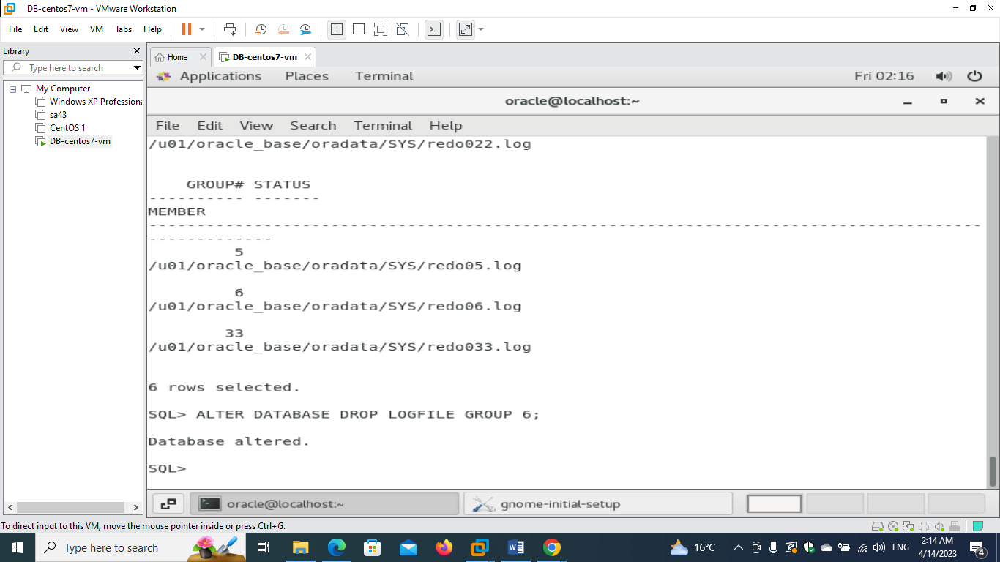 DB-centos7-vm - VMware Workstation
File Edit View VM Tabs Help
Library
Type here to search
My Computer
Windows XP Professiona
sa43
CentOS 1
DB-centos7-vm
Home DB-centos7-vm
Applications Places Terminal Fri 02:16
oracle@localhost:~
File Edit View Search Terminal Help
/u01/oracle_base/oradata/SYS/redo022.log
GROUP# STATUS
---------- -------
MEMBER
--------------------------------------------------------------------------------
-------------
5
/u01/oracle_base/oradata/SYS/redo05.log
6
/u01/oracle_base/oradata/SYS/redo06.log
33
/u01/oracle_base/oradata/SYS/redo033.log
6 rows selected.
SQL> ALTER DATABASE DROP LOGFILE GROUP 6;
Database altered.
SQL>
oracle@localhost:~ gnome-initial-setup
To direct input to this VM, move the mouse pointer inside or press Ctrl+G.
Type here to search 16°C ENG 2:14 AM
4/14/2023 4